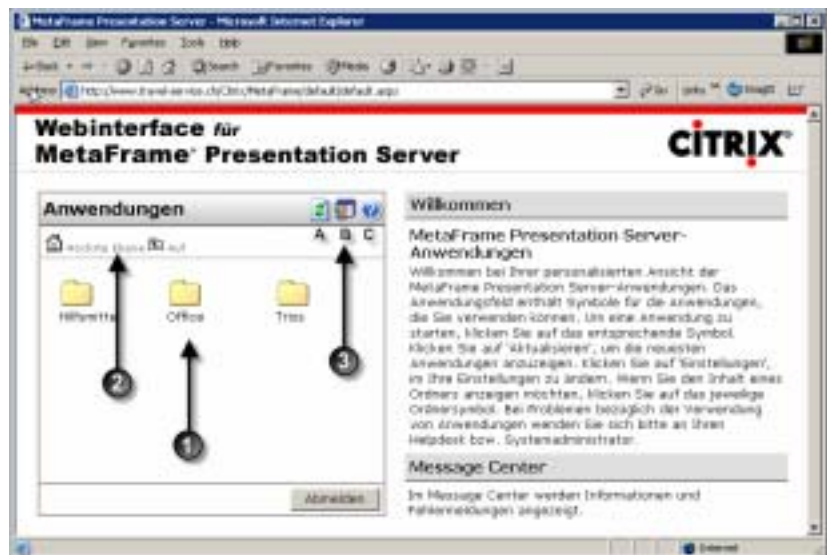 MetaFrame Presentation Server - Microsoft Internet Explorer
Webinterface für
MetaFrame® Presentation Server
CITRIX®
Anwendungen
A B C
Auf
Office
2
1
3
Abmelden
Willkommen
MetaFrame Presentation Server-
Anwendungen
Willkommen bei Ihrer personalisierten Ansicht der
MetaFrame Presentation Server-Anwendungen. Das
Anwendungsfeld enthält Symbole für die Anwendungen,
die Sie verwenden können. Um eine Anwendung zu
starten, klicken Sie auf das entsprechende Symbol.
Klicken Sie auf 'Aktualisieren', um die neuesten
Anwendungen anzuzeigen. Klicken Sie auf 'Einstellungen',
um Ihre Einstellungen zu ändern. Wenn Sie den Inhalt eines
Ordners anzeigen möchten, klicken Sie auf das jeweilige
Ordnersymbol. Bei Problemen bezüglich der Verwendung
von Anwendungen wenden Sie sich bitte an Ihren
Helpdesk bzw. Systemadministrator.
Message Center
Im Message Center werden Informationen und
Fehlermeldungen angezeigt.
Internet